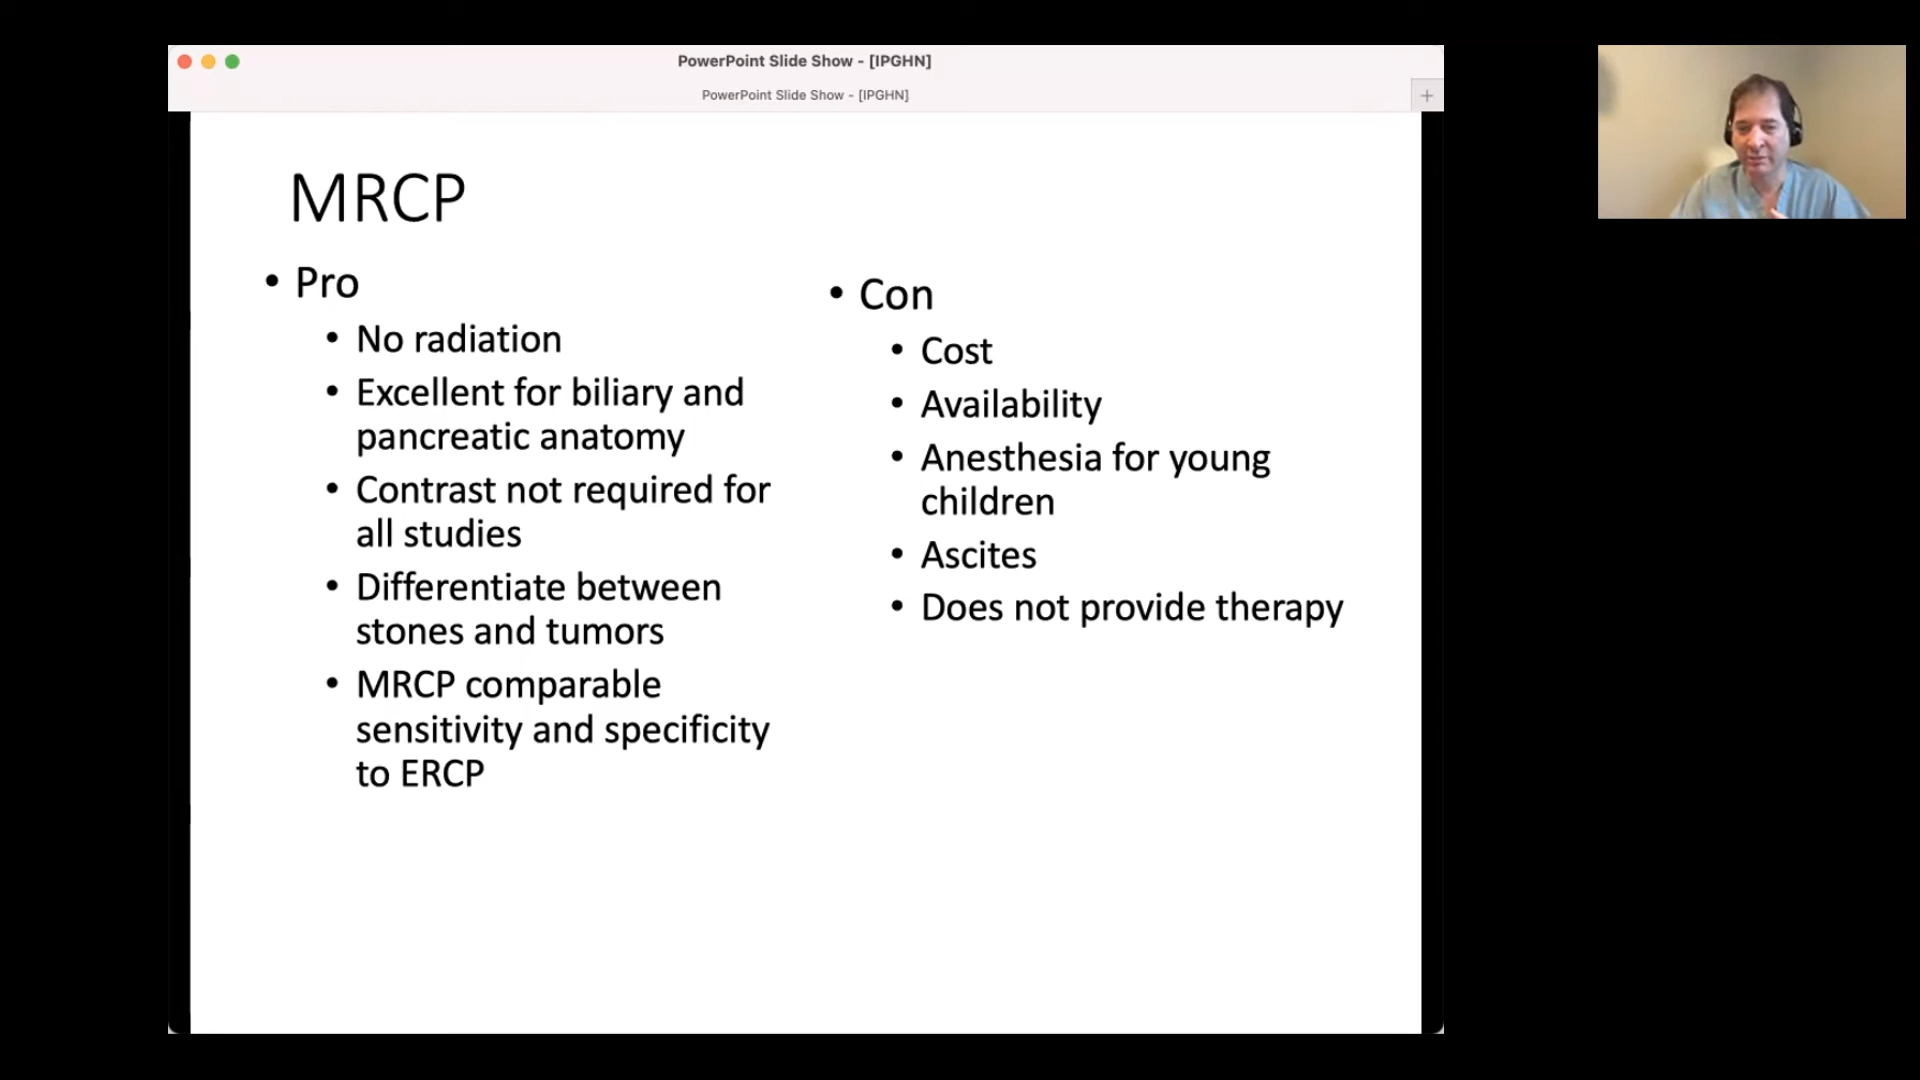 PowerPoint Slide Show - [IPGHN]
PowerPoint Slide Show - [IPGHN]
MRCP
• Pro
• No radiation
• Excellent for biliary and
pancreatic anatomy
• Contrast not required for
all studies
• Differentiate between
stones and tumors
• MRCP comparable
sensitivity and specificity
to ERCP
• Con
• Cost
• Availability
• Anesthesia for young
children
• Ascites
• Does not provide therapy